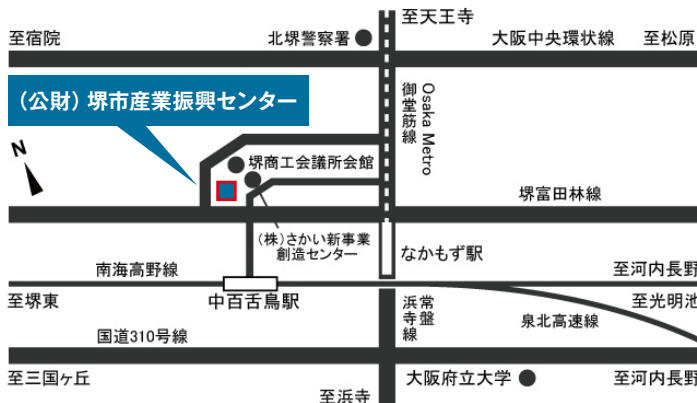 至天王寺
至宿院
北堺警察署
大阪中央環状線
至松原
(公財) 堺市産業振興センター
Osaka Metro
御堂筋線
N
堺商工会議所会館
堺富田林線
(株)さかい新事業
創造センター
なかもず駅
南海高野線
至河内長野
至堺東
中百舌鳥駅
常磐
浜寺線
至光明池
泉北高速線
国道310号線
至三国ヶ丘
大阪府立大学
至河内長野
至浜寺